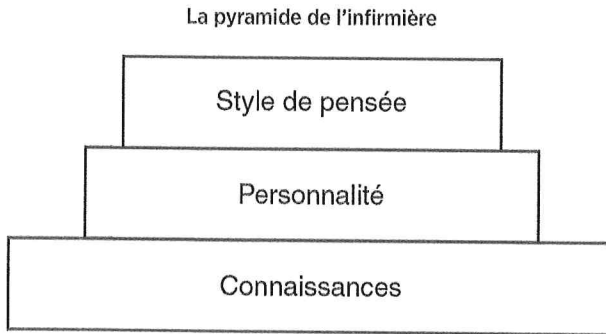 La pyramide de l'infirmière
Style de pensée
Personnalité
Connaissances